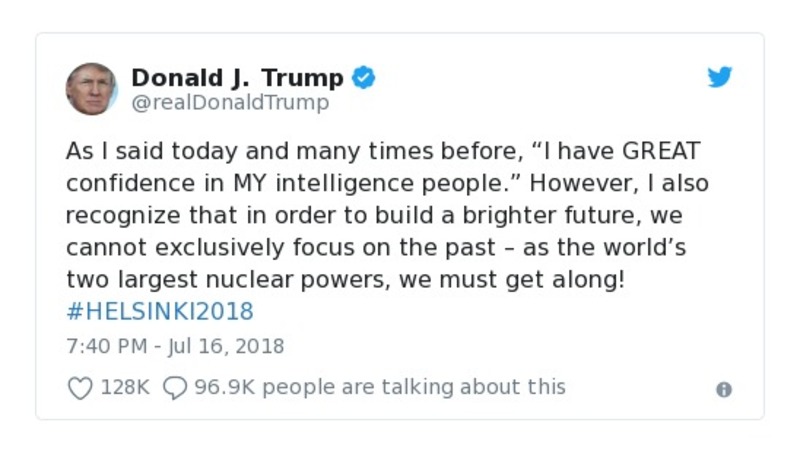 Donald J. Trump
@realDonaldTrump
As I said today and many times before, “I have GREAT
confidence in MY intelligence people.” However, I also
recognize that in order to build a brighter future, we
cannot exclusively focus on the past – as the world’s
two largest nuclear powers, we must get along!
#HELSINKI2018
7:40 PM - Jul 16, 2018
128K 96.9K people are talking about this